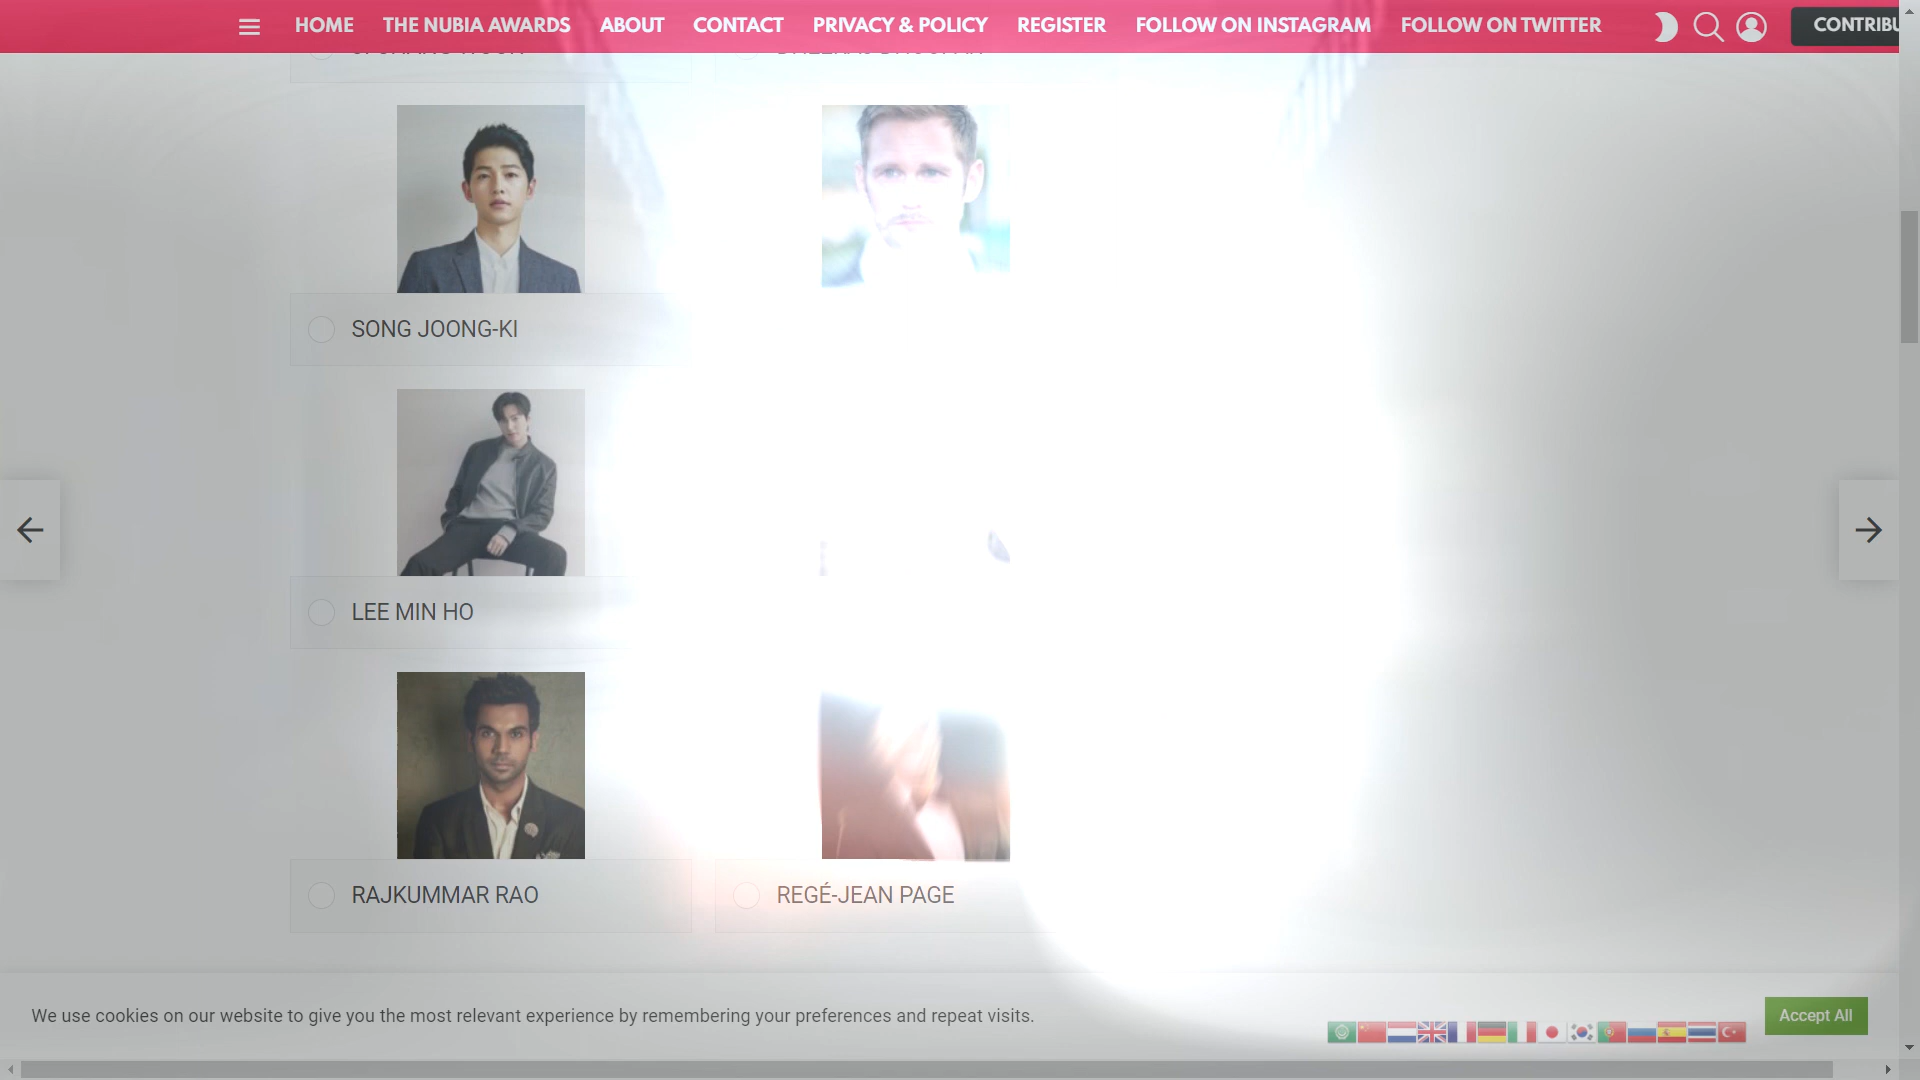 HOME THE NUBIA AWARDS ABOUT CONTACT PRIVACY & POLICY REGISTER FOLLOW ON INSTAGRAM FOLLOW ON TWITTER
SONG JOONG-KI
LEE MIN HO
RAJKUMMAR RAO REGÉ-JEAN PAGE
We use cookies on our website to give you the most relevant experience by remembering your preferences and repeat visits.
Accept All